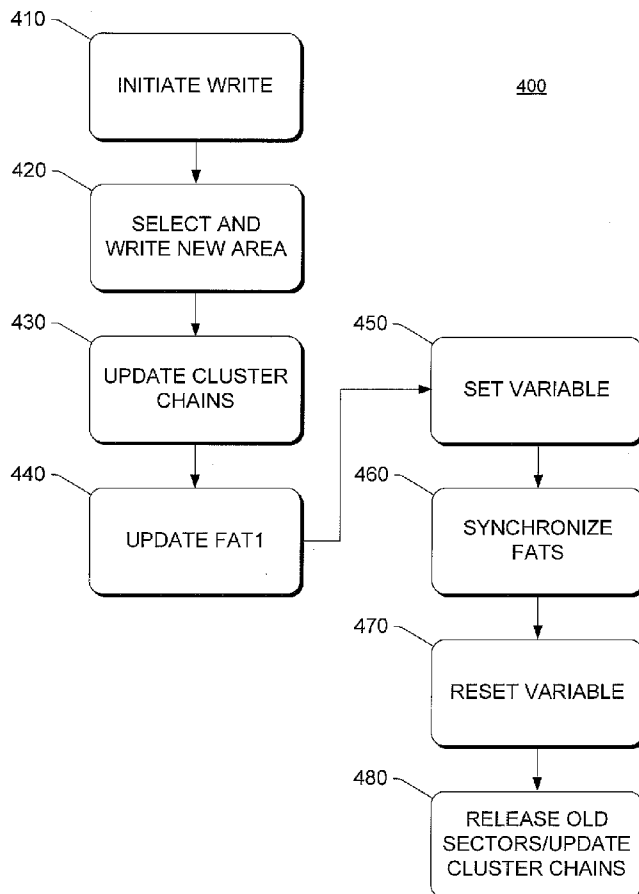 410
INITIATE WRITE
400
420
SELECT AND
WRITE NEW AREA
430
UPDATE CLUSTER
CHAINS
440
UPDATE FAT1
450
SET VARIABLE
460
SYNCHRONIZE
FATS
470
RESET VARIABLE
480
RELEASE OLD
SECTORS/UPDATE
CLUSTER CHAINS